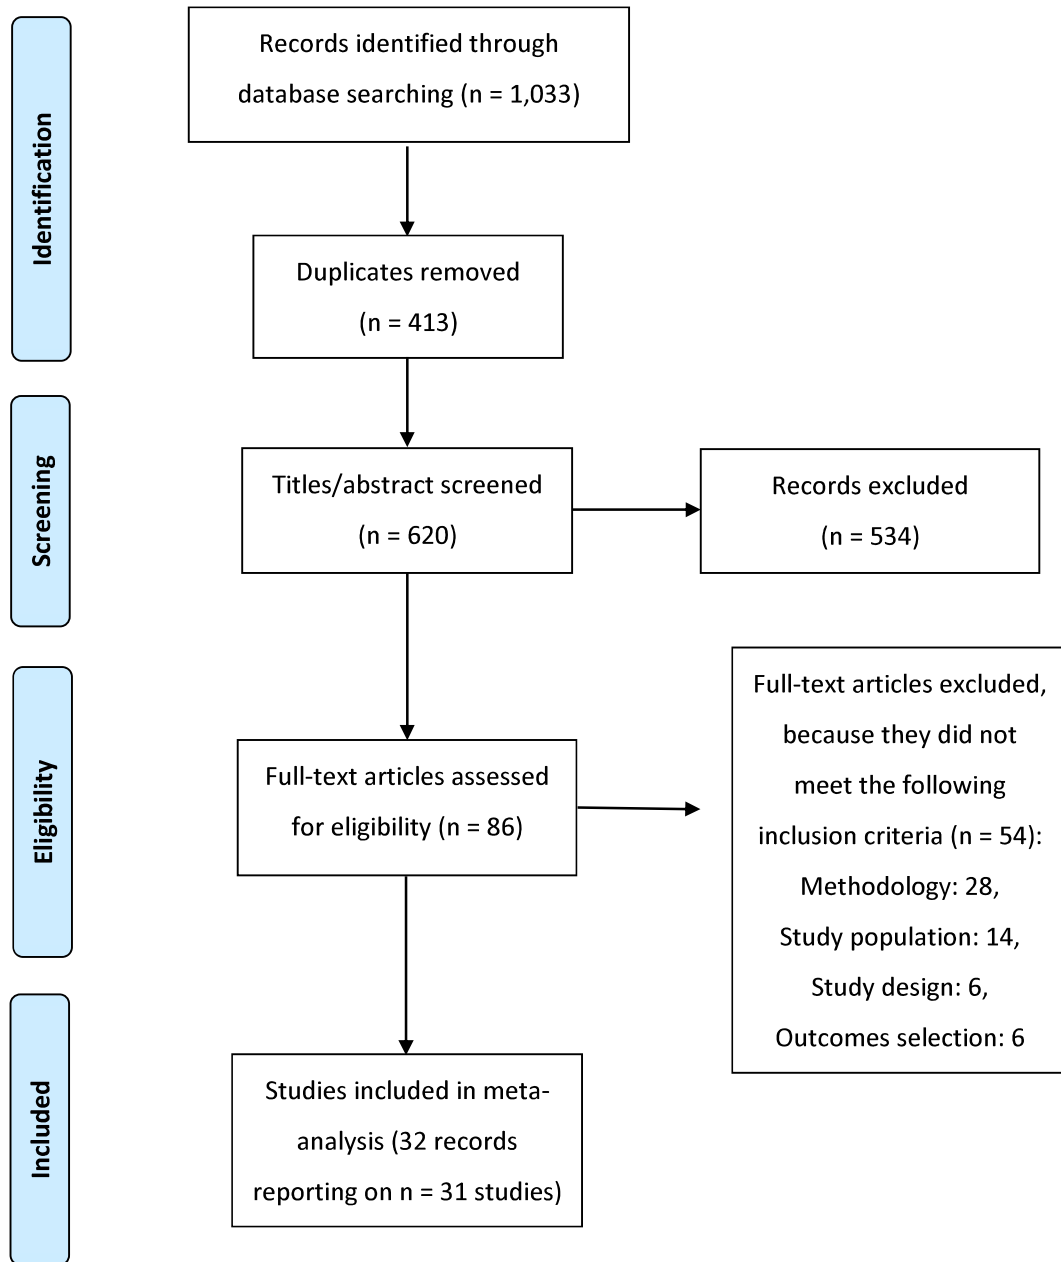 Identification
Records identified through
database searching (n = 1,033)
Duplicates removed
(n = 413)
Screening
Titles/abstract screened
(n = 620)
Records excluded
(n = 534)
Eligibility
Full-text articles assessed
for eligibility (n = 86)
Full-text articles excluded,
because they did not
meet the following
inclusion criteria (n = 54):
Methodology: 28,
Study population: 14,
Study design: 6,
Outcomes selection: 6
Included
Studies included in meta-
analysis (32 records
reporting on n = 31 studies)